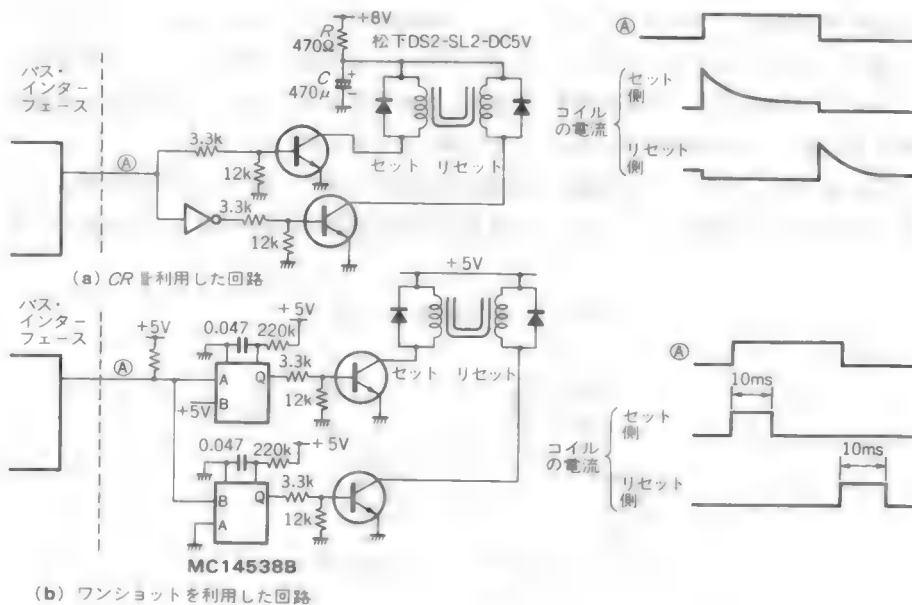 +8V
R
470Ω
C
470μ
+
−
松下DS2-SL2-DC5V
バス・
インター
フェース
Ⓐ
3.3k
12k
3.3k
12k
セット リセット
(a) CRを利用した回路
Ⓐ
コイル
の電流
セット
側
リセット
側
バス・
インター
フェース
+5V
Ⓐ
0.047
220k
+5V
A
Q
B
+5V
3.3k
12k
+5V
セット リセット
0.047
220k
+5V
B
Q
A
3.3k
12k
MC14538B
(b) ワンショットを利用した回路
Ⓐ
10ms
コイル
の電流
セット
側
10ms
リセット
側